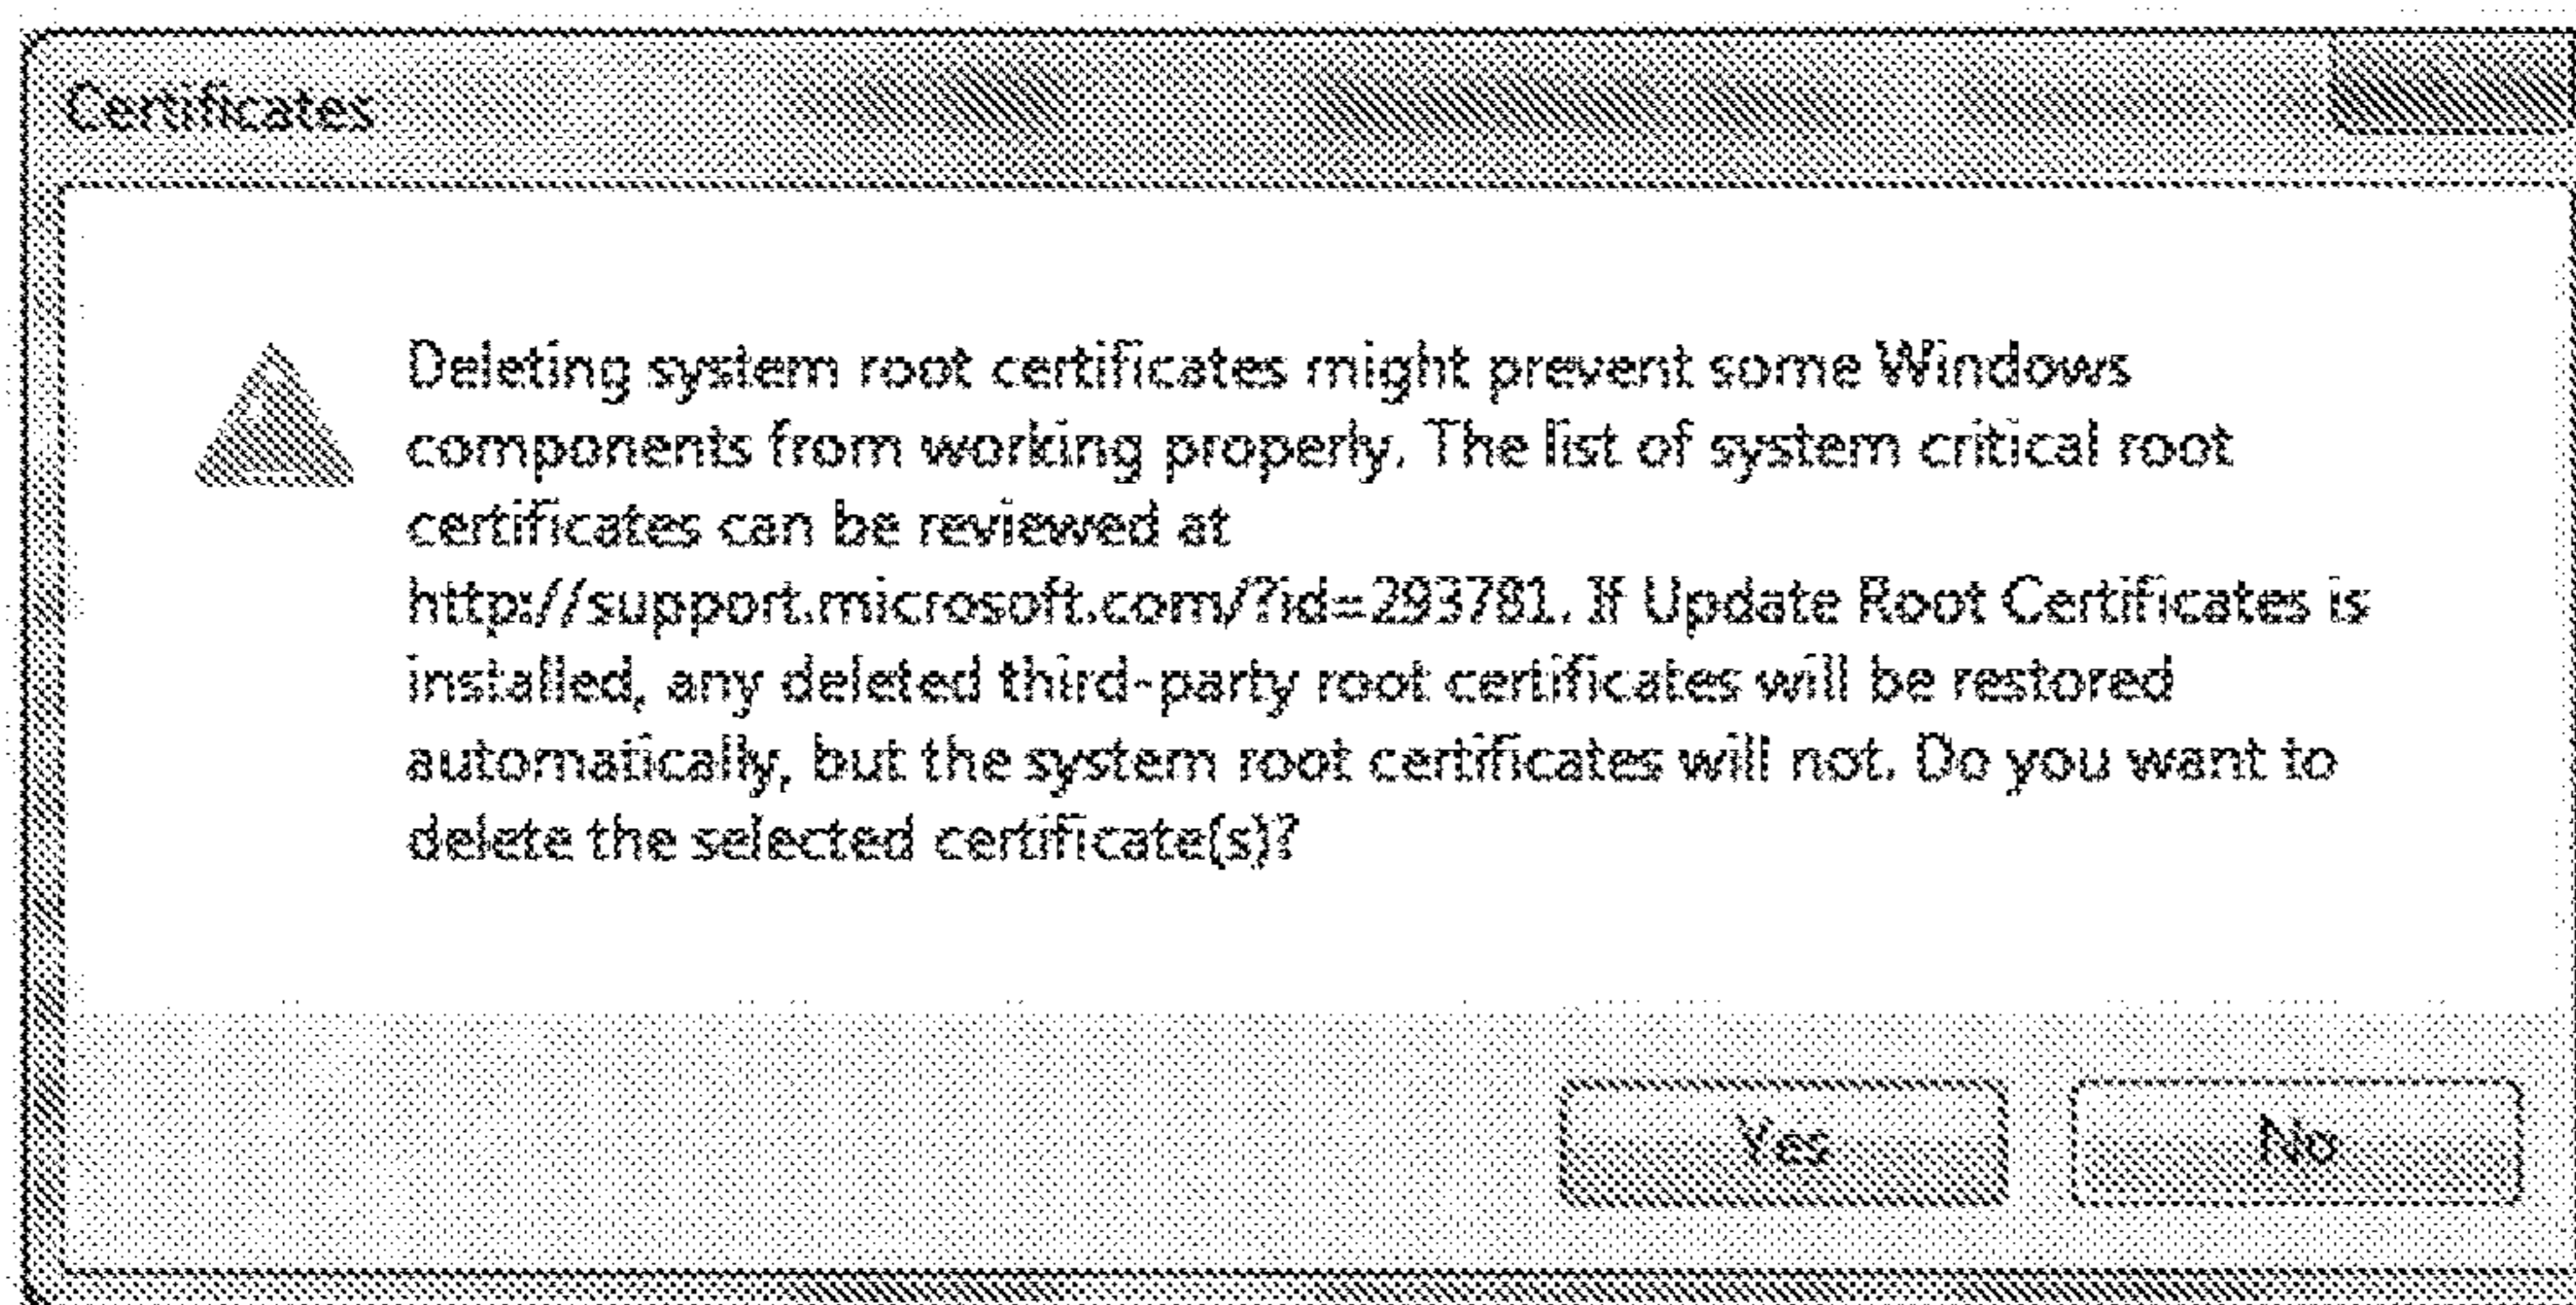 Certificates
Deleting system root certificates might prevent some Windows
components from working properly. The list of system critical root
certificates can be reviewed at
http://support.microsoft.com/?id=293781. If Update Root Certificates is
installed, any deleted third-party root certificates will be restored
automatically, but the system root certificates will not. Do you want to
delete the selected certificate(s)?
Yes
No